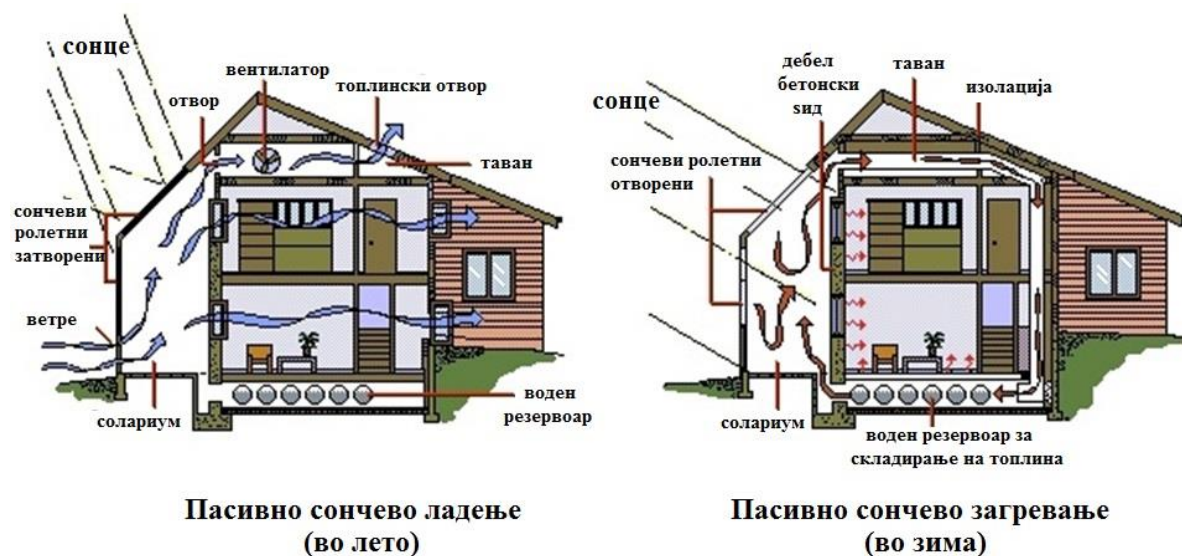 сонце
вентилатор
отвор
топлински отвор
таван
сончеви
ролетни
затворени
ветре
солариум
воден
резервоар
Пасивно сончево ладење
(во лето)
дебел
бетонски
ѕид
таван
изолација
сонце
сончеви ролетни
отворени
солариум
воден резервоар за
складирање на топлина
Пасивно сончево загревање
(во зима)